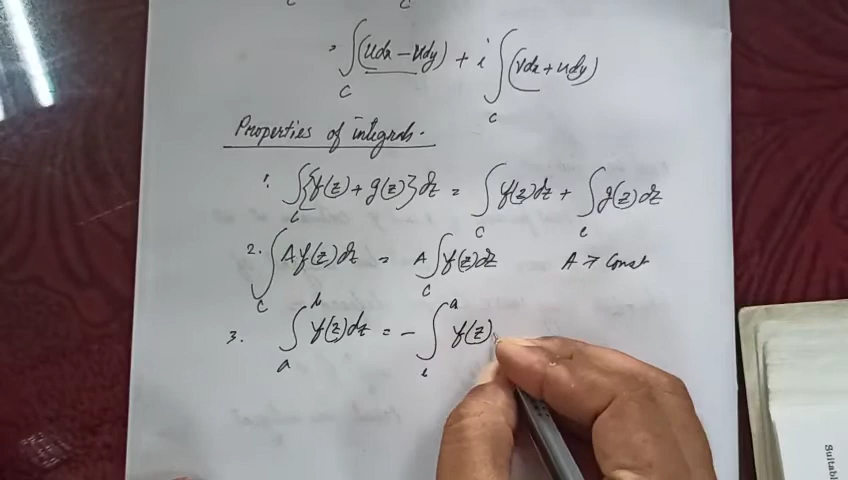 C
= ∫_C (udx - vdy) + i ∫_C (vdx + udy)
Properties of integrals.
1. ∫_C {f(z) + g(z)} dz = ∫_C f(z) dz + ∫_C g(z) dz
2. ∫_C A f(z) dz = A ∫_C f(z) dz A → Const
3. ∫_a^b f(z) dz = - ∫_b^a f(z)
Suitabl